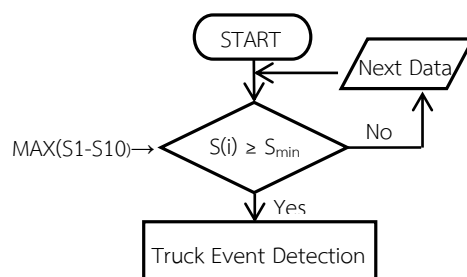 START
Next Data
MAX(S1-S10)→
S(i) ≥ Smin
No
Yes
Truck Event Detection